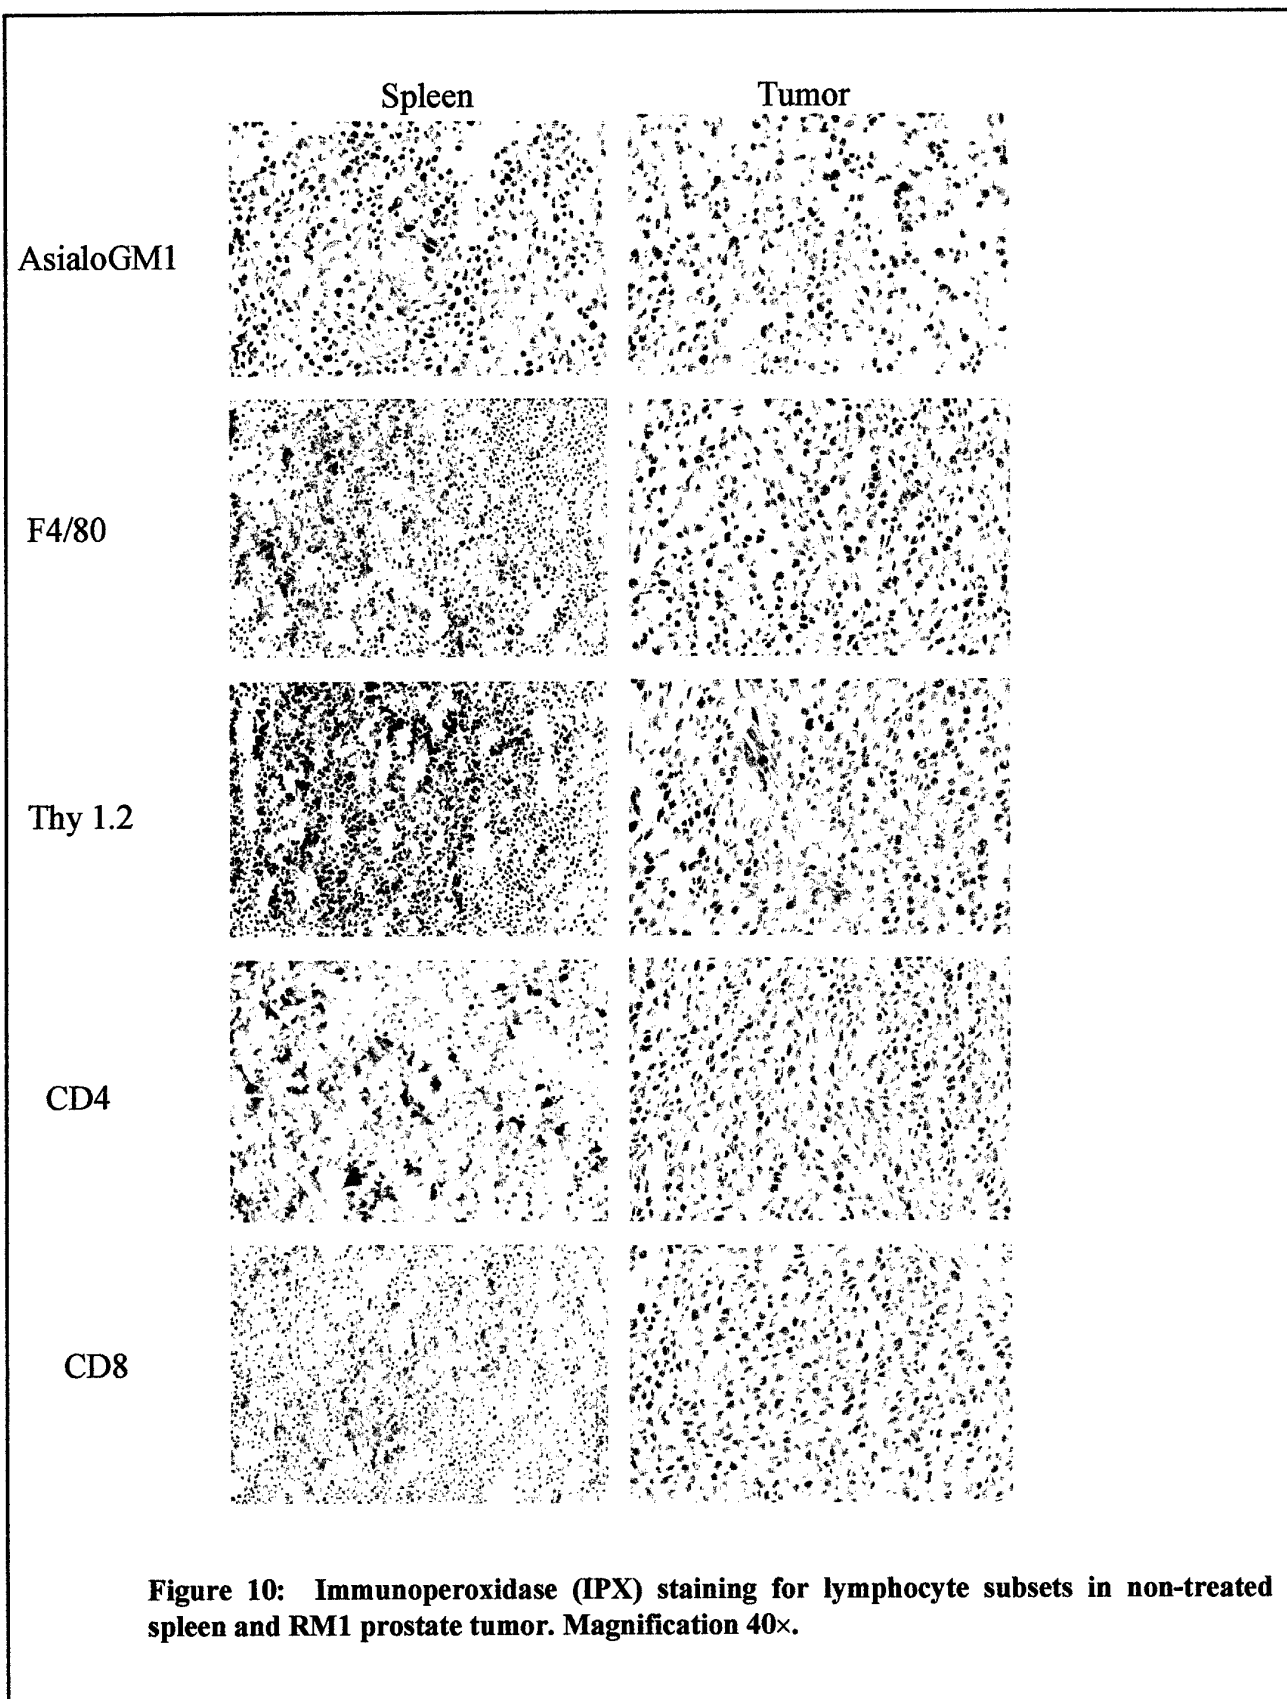 Spleen Tumor
AsialoGM1
F4/80
Thy 1.2
CD4
CD8
Figure 10: Immunoperoxidase (IPX) staining for lymphocyte subsets in non-treated
spleen and RM1 prostate tumor. Magnification 40×.